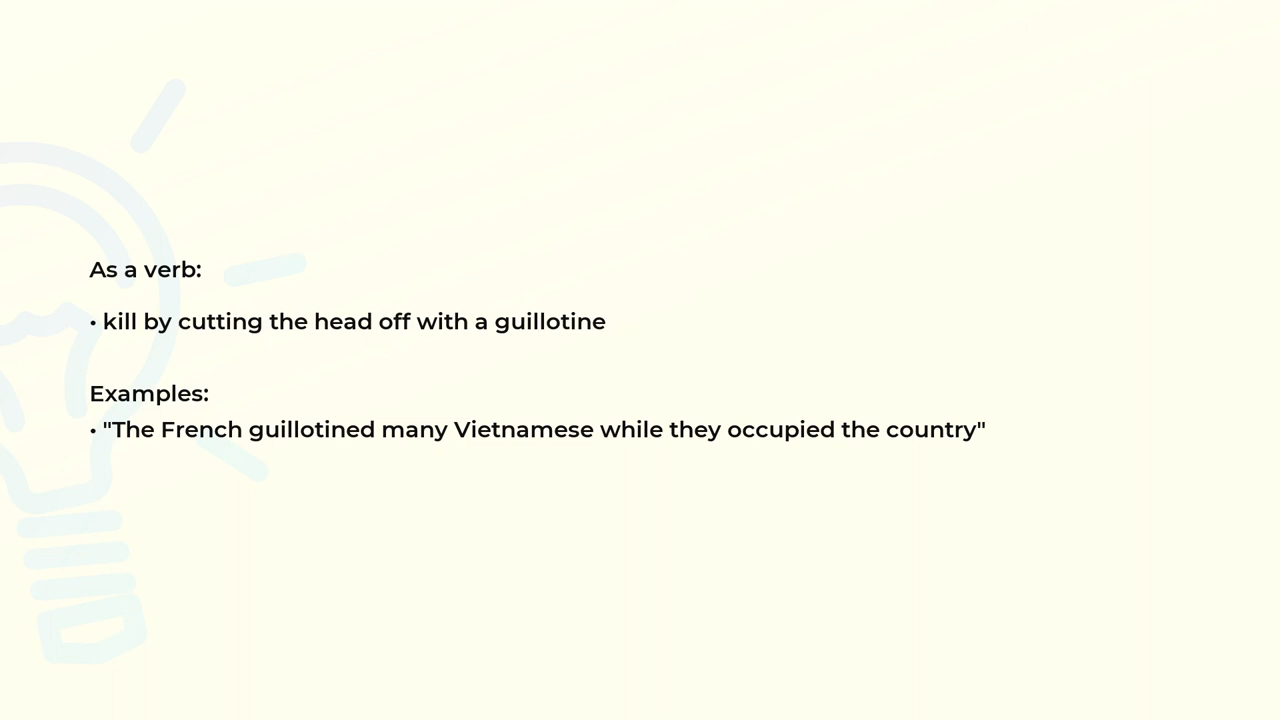 As a verb:
• kill by cutting the head off with a guillotine
Examples:
• "The French guillotined many Vietnamese while they occupied the country"